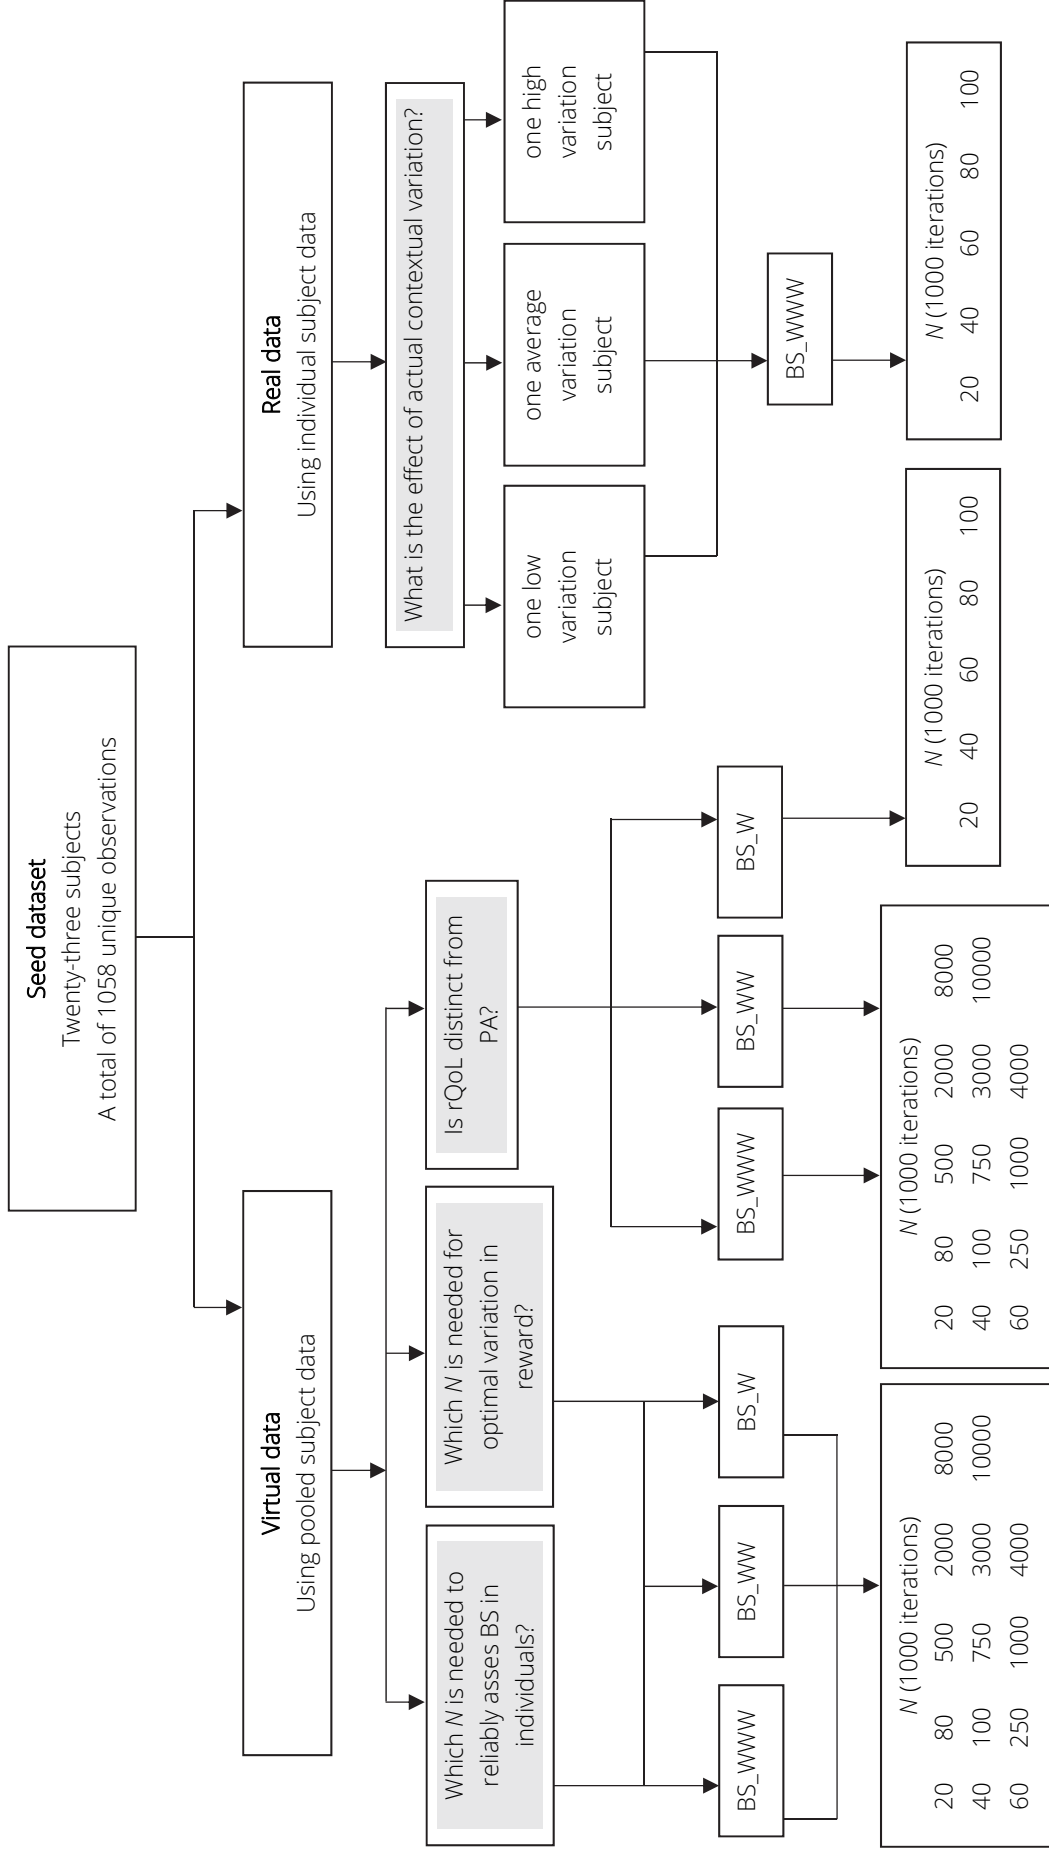 Seed dataset
Twenty-three subjects
A total of 1058 unique observations
Virtual data
Using pooled subject data
Real data
Using individual subject data
Which N is needed to
reliably asses BS in
individuals?
Which N is needed for
optimal variation in
reward?
Is rQoL distinct from
PA?
What is the effect of actual contextual variation?
one low
variation
subject
one average
variation
subject
one high
variation
subject
BS_WWW
BS_WW
BS_W
BS_WWW
BS_WW
BS_W
BS_WWW
N (1000 iterations)
20 80 500 2000 8000
40 100 750 3000 10000
60 250 1000 4000
N (1000 iterations)
20 80 500 2000 8000
40 100 750 3000 10000
60 250 1000 4000
N (1000 iterations)
20 40 60 80 100
N (1000 iterations)
20 40 60 80 100